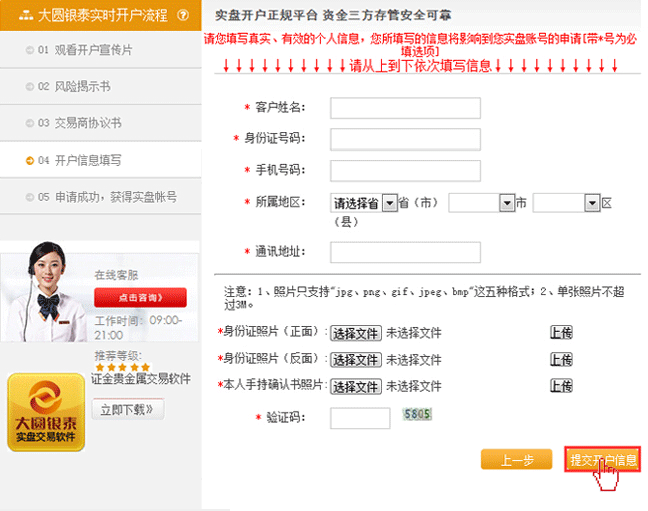 大圆银泰实时开户流程 ?
01 观看开户宣传片
02 风险揭示书
03 交易商协议书
04 开户信息填写
05 申请成功，获得实盘帐号
在线客服
点击咨询》
工作时间：09:00-
21:00
推荐等级:
证金贵金属交易软件
大圆银泰
实盘交易软件
立即下载》
实盘开户正规平台 资金三方存管安全可靠
请您填写真实、有效的个人信息，您所填写的信息将影响到您实盘账号的申请[带*号为必
填选项]
↓↓↓↓↓↓↓↓↓↓请从上到下依次填写信息↓↓↓↓↓↓↓↓↓↓
* 客户姓名：
* 身份证号码：
* 手机号码：
* 所属地区： 请选择省 省（市） 市 区
（县）
* 通讯地址：
注意：1、照片只支持"jpg、png、gif、jpeg、bmp"这五种格式；2、单张照片不超
过3M。
*身份证照片（正面）: 选择文件 未选择文件 上传
*身份证照片（反面）: 选择文件 未选择文件 上传
*本人手持确认书照片: 选择文件 未选择文件 上传
* 验证码： 5805
上一步 提交开户信息